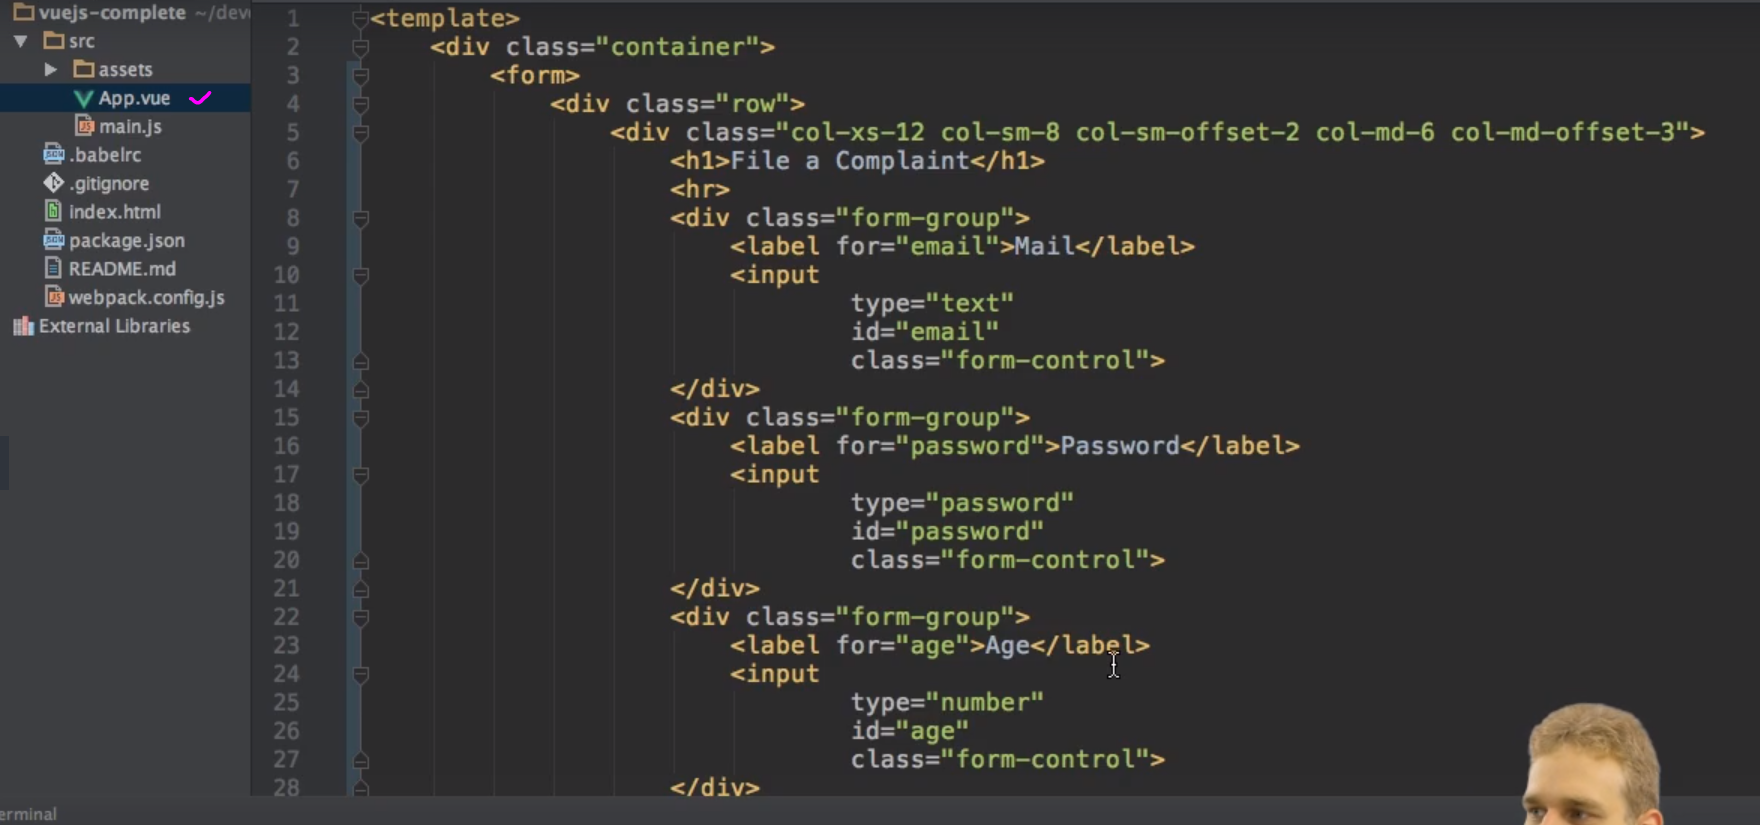 vuejs-complete ~/dev
src
assets
App.vue
main.js
.babelrc
.gitignore
index.html
package.json
README.md
webpack.config.js
External Libraries
1 <template>
2 <div class="container">
3 <form>
4 <div class="row">
5 <div class="col-xs-12 col-sm-8 col-sm-offset-2 col-md-6 col-md-offset-3">
6 <h1>File a Complaint</h1>
7 <hr>
8 <div class="form-group">
9 <label for="email">Mail</label>
10 <input
11 type="text"
12 id="email"
13 class="form-control">
14 </div>
15 <div class="form-group">
16 <label for="password">Password</label>
17 <input
18 type="password"
19 id="password"
20 class="form-control">
21 </div>
22 <div class="form-group">
23 <label for="age">Age</label>
24 <input
25 type="number"
26 id="age"
27 class="form-control">
28 </div>
erminal